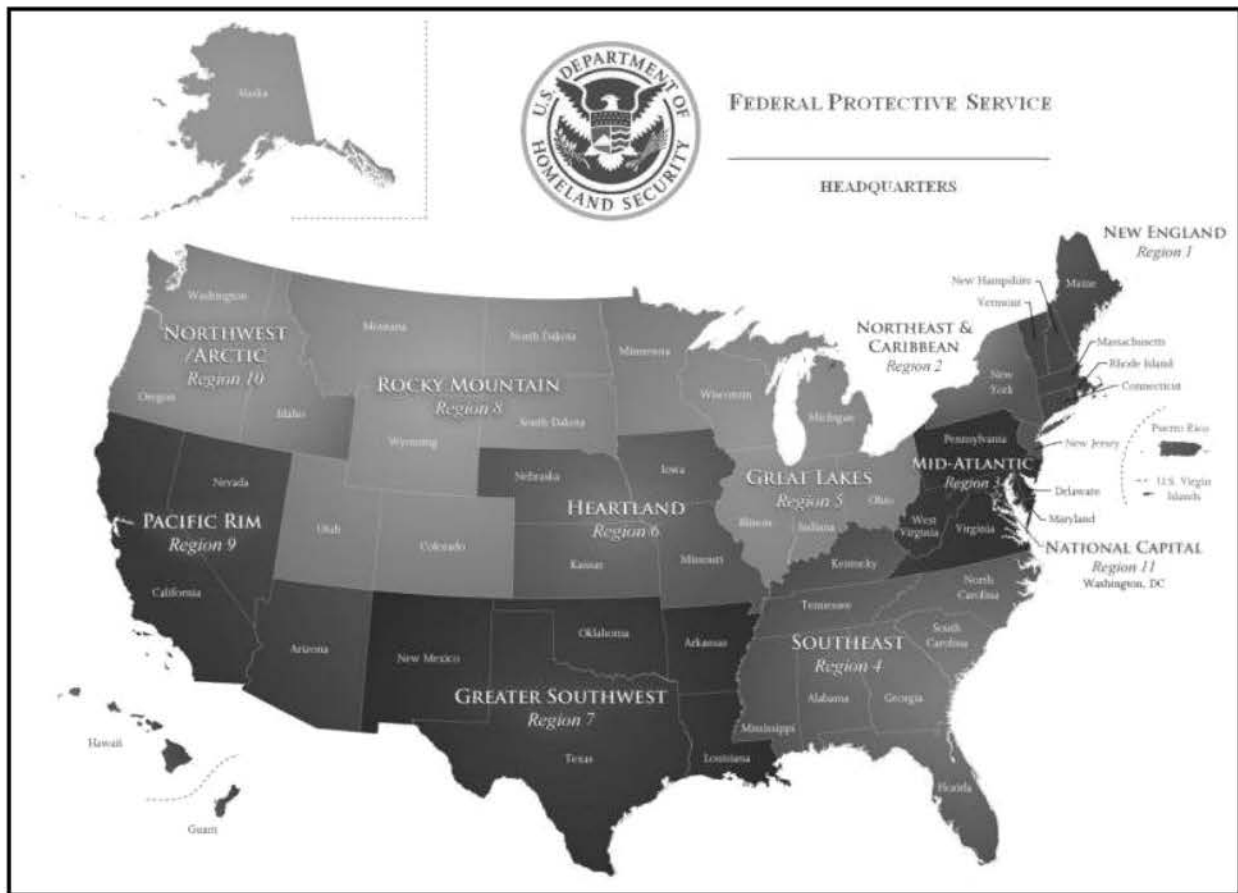 Alaska
U.S. DEPARTMENT OF
HOMELAND SECURITY
FEDERAL PROTECTIVE SERVICE
HEADQUARTERS
NEW ENGLAND
Region 1
New Hampshire
Vermont
Maine
Massachusetts
Rhode Island
Connecticut
NORTHEAST &
CARIBBEAN
Region 2
New
York
New Jersey
Puerto Rico
U.S. Virgin
Islands
Washington
NORTHWEST
/ARCTIC
Region 10
Oregon
Idaho
Montana
North Dakota
Minnesota
ROCKY MOUNTAIN
Region 8
South Dakota
Wyoming
Utah
Colorado
Wisconsin
Michigan
GREAT LAKES
Region 5
Illinois
Indiana
Ohio
Pennsylvania
MID-ATLANTIC
Region 3
Delaware
Maryland
West
Virginia
Virginia
NATIONAL CAPITAL
Region 11
Washington, DC
Nebraska
Iowa
HEARTLAND
Region 6
Kansas
Missouri
Nevada
PACIFIC RIM
Region 9
California
Arizona
Kentucky
Tennessee
North
Carolina
South
Carolina
SOUTHEAST
Region 4
Mississippi
Alabama
Georgia
Florida
New Mexico
Oklahoma
Arkansas
GREATER SOUTHWEST
Region 7
Texas
Louisiana
Hawaii
Guam